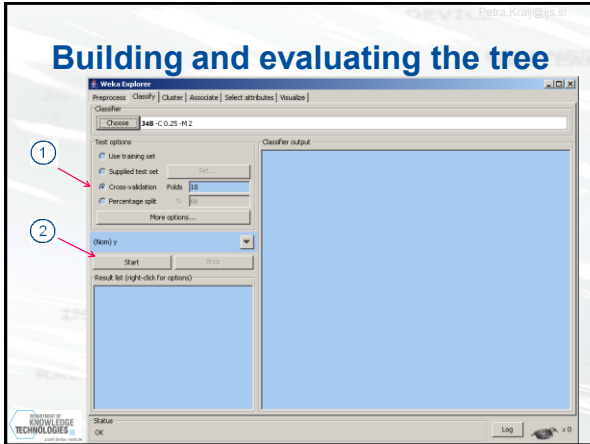 Petra.Kralj@ijs.si
Building and evaluating the tree
Weka Explorer
Preprocess Classify Cluster Associate Select attributes Visualize
Classifier
Choose J48 -C 0.25 -M 2
Test options
Classifier output
Use training set
Supplied test set Set...
Cross-validation Folds 10
Percentage split % 66
More options...
(Nom) y
Start Stop
Result list (right-click for options)
Status
OK
Log x 0
1
2
DEPARTMENT OF
KNOWLEDGE
TECHNOLOGIES
Jožef Stefan Institute